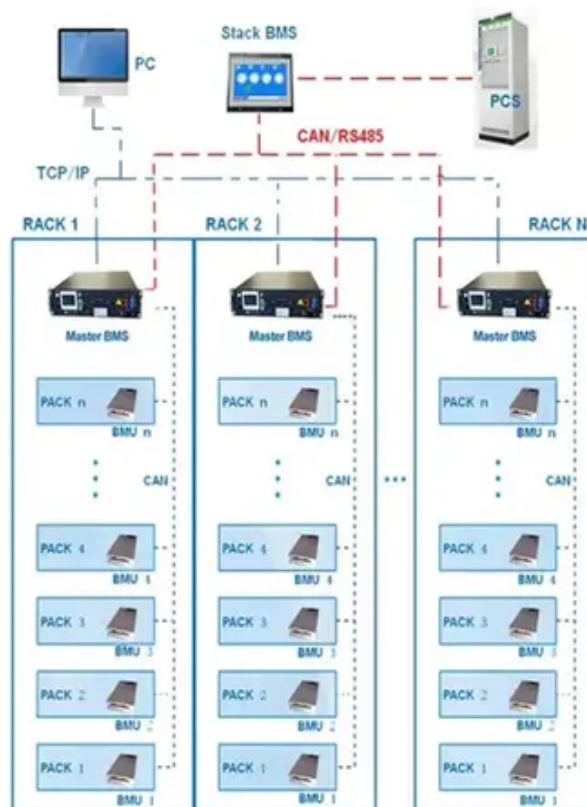 Stack BMS
PC
PCS
CAN/RS485
TCP/IP
RACK 1
RACK 2
RACK N
Master BMS
Master BMS
Master BMS
PACK n
BMU n
PACK n
BMU n
PACK n
BMU n
CAN
CAN
CAN
PACK 4
BMU 4
PACK 4
BMU 4
PACK 4
BMU 4
PACK 3
BMU 3
PACK 3
BMU 3
PACK 3
BMU 3
PACK 2
BMU 2
PACK 2
BMU 2
PACK 2
BMU 2
PACK 1
BMU 1
PACK 1
BMU 1
PACK 1
BMU 1